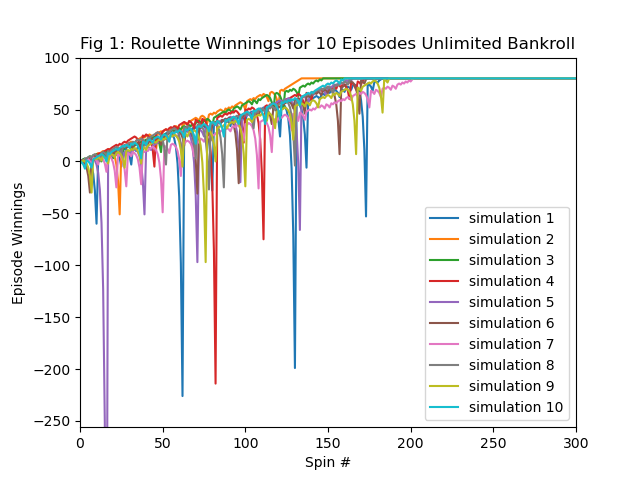 Fig 1: Roulette Winnings for 10 Episodes Unlimited Bankroll
100
50
0
−50
−100
−150
−200
−250
Episode Winnings
0 50 100 150 200 250 300
Spin #
simulation 1
simulation 2
simulation 3
simulation 4
simulation 5
simulation 6
simulation 7
simulation 8
simulation 9
simulation 10